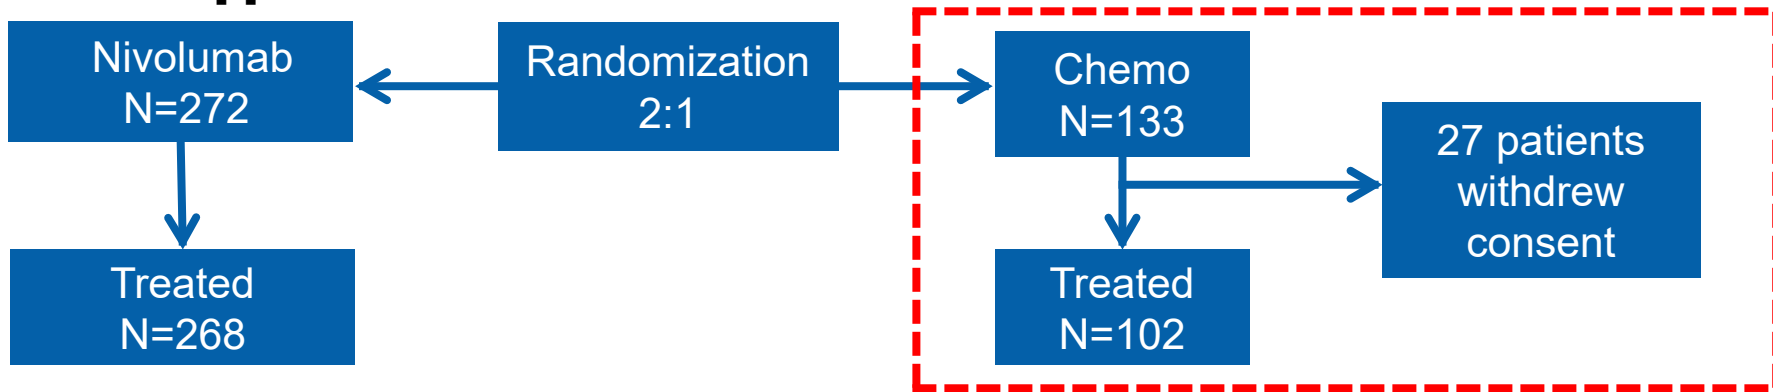 Nivolumab
N=272
Randomization
2:1
Chemo
N=133
27 patients
withdrew
consent
Treated
N=268
Treated
N=102